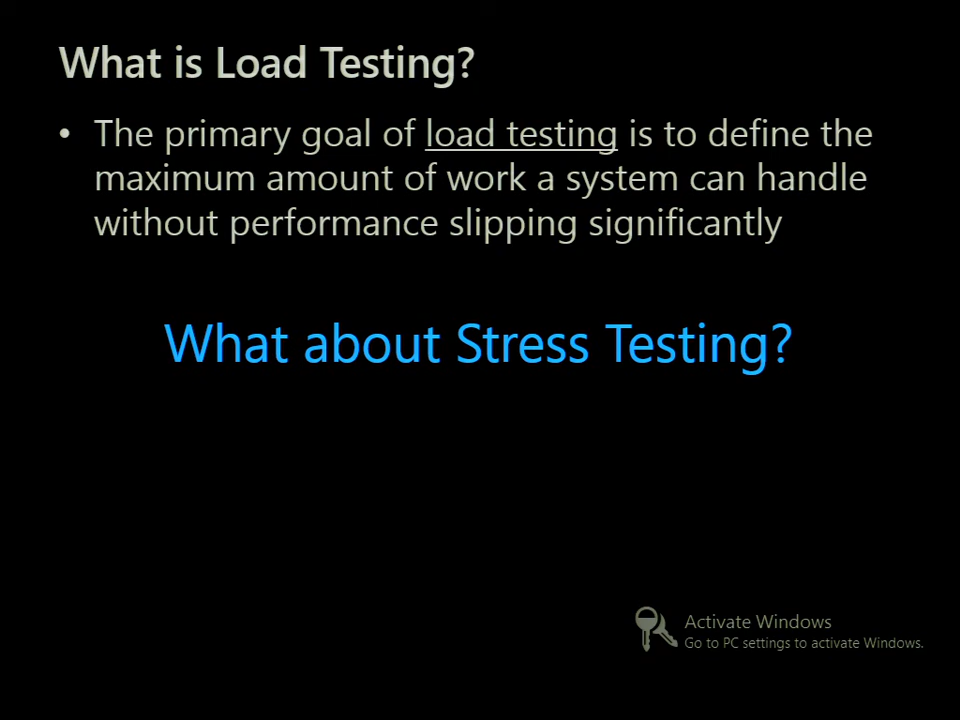 What is Load Testing?
• The primary goal of load testing is to define the
maximum amount of work a system can handle
without performance slipping significantly
What about Stress Testing?
Activate Windows
Go to PC settings to activate Windows.